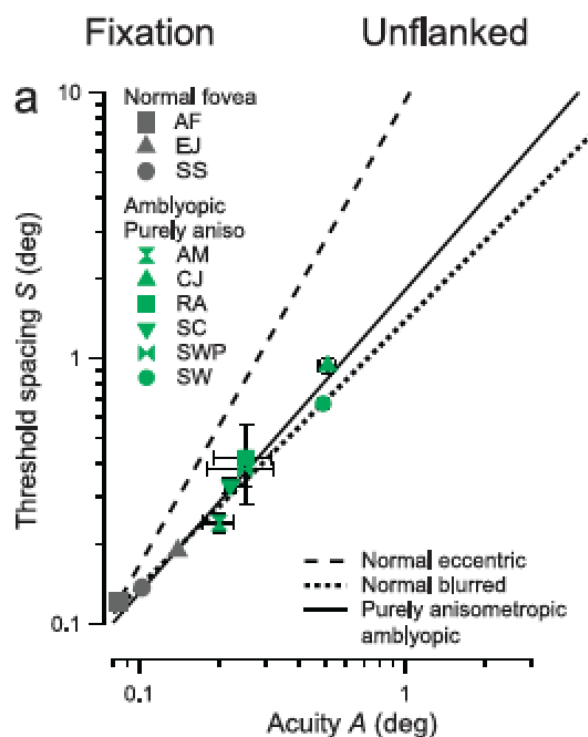 Fixation Unflanked
a
10
1
0.1
Threshold spacing S (deg)
Normal fovea
AF
EJ
SS
Amblyopic
Purely aniso
AM
CJ
RA
SC
SWP
SW
Normal eccentric
Normal blurred
Purely anisometropic
amblyopic
0.1 1
Acuity A (deg)